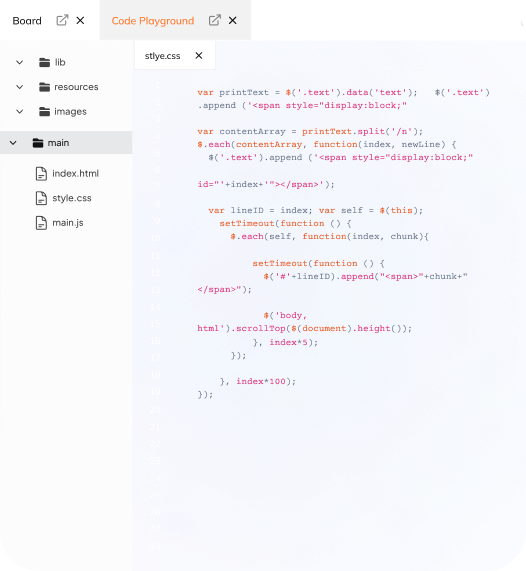 Board
Code Playground
stlye.css
lib
resources
images
main
index.html
style.css
main.js
var printText = $('.text').data('text');   $('.text')
.append ('<span style="display:block;"
var contentArray = printText.split('/n');
$.each(contentArray, function(index, newLine) {
$('.text').append ('<span style="display:block;"
id="'+index+'"></span>');
var lineID = index; var self = $(this);
setTimeout(function () {
$.each(self, function(index, chunk){
setTimeout(function () {
$('#'+lineID).append("<span>"+chunk+"
</span>");
$('body,
html').scrollTop($(document).height());
}, index*5);
});
}, index*100);
});